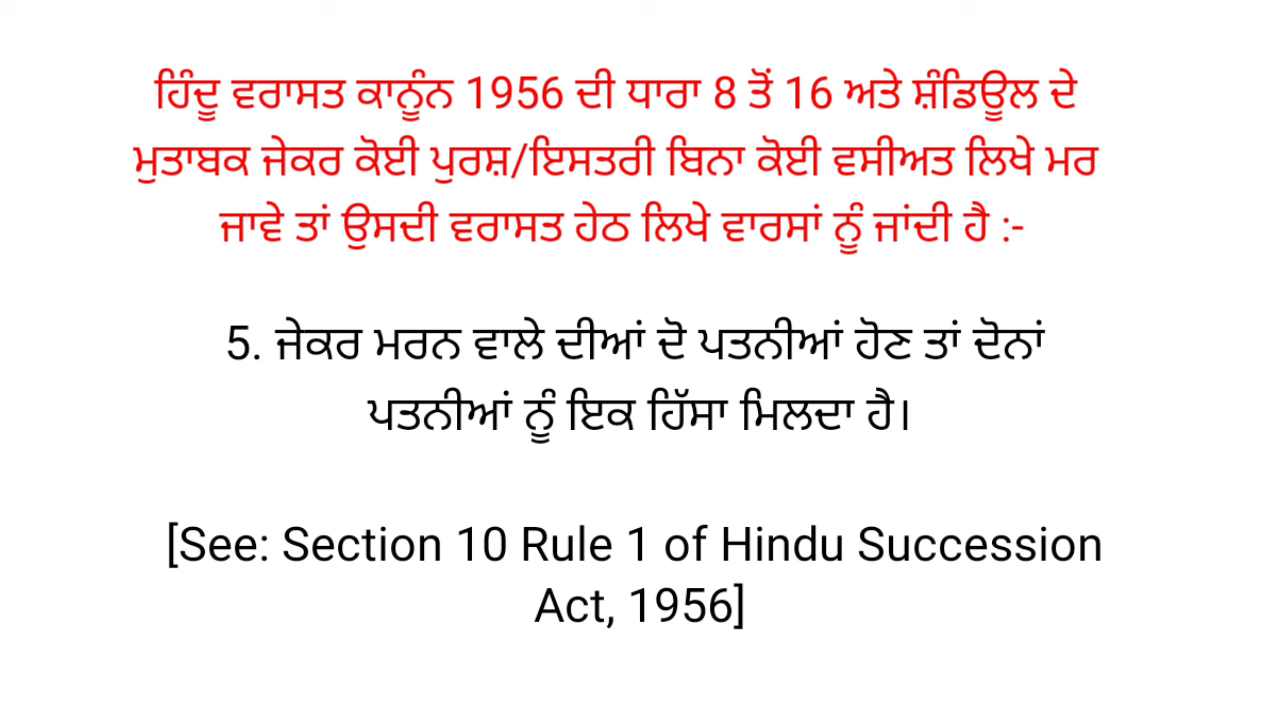 ਹਿੰਦੂ ਵਰਾਸਤ ਕਾਨੂੰਨ 1956 ਦੀ ਧਾਰਾ 8 ਤੋਂ 16 ਅਤੇ ਸ਼ੰਡਿਊਲ ਦੇ
ਮੁਤਾਬਕ ਜੇਕਰ ਕੋਈ ਪੁਰਸ਼/ਇਸਤਰੀ ਬਿਨਾ ਕੋਈ ਵਸੀਅਤ ਲਿਖੇ ਮਰ
ਜਾਵੇ ਤਾਂ ਉਸਦੀ ਵਰਾਸਤ ਹੇਠ ਲਿਖੇ ਵਾਰਸਾਂ ਨੂੰ ਜਾਂਦੀ ਹੈ :-
5. ਜੇਕਰ ਮਰਨ ਵਾਲੇ ਦੀਆਂ ਦੋ ਪਤਨੀਆਂ ਹੋਣ ਤਾਂ ਦੋਨਾਂ
ਪਤਨੀਆਂ ਨੂੰ ਇਕ ਹਿੱਸਾ ਮਿਲਦਾ ਹੈ।
[See: Section 10 Rule 1 of Hindu Succession
Act, 1956]